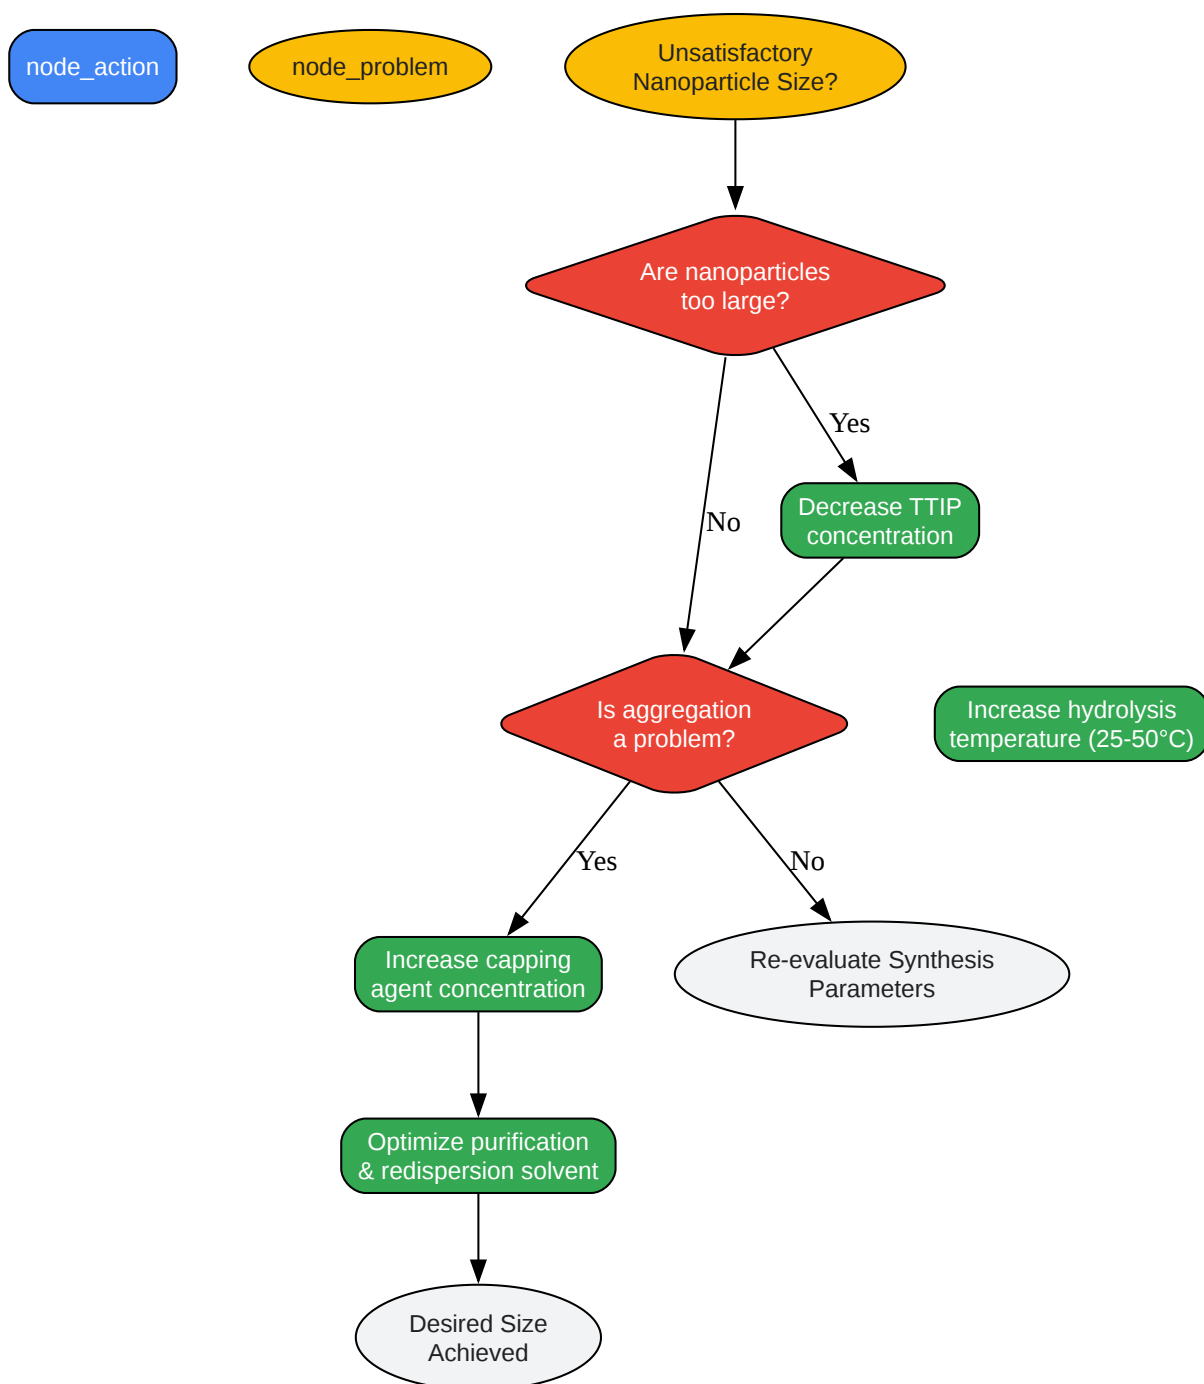 node_action
node_problem
Unsatisfactory
Nanoparticle Size?
Are nanoparticles
too large?
Yes
No
Decrease TTIP
concentration
Is aggregation
a problem?
Increase hydrolysis
temperature (25-50°C)
Yes
No
Increase capping
agent concentration
Re-evaluate Synthesis
Parameters
Optimize purification
& redispersion solvent
Desired Size
Achieved